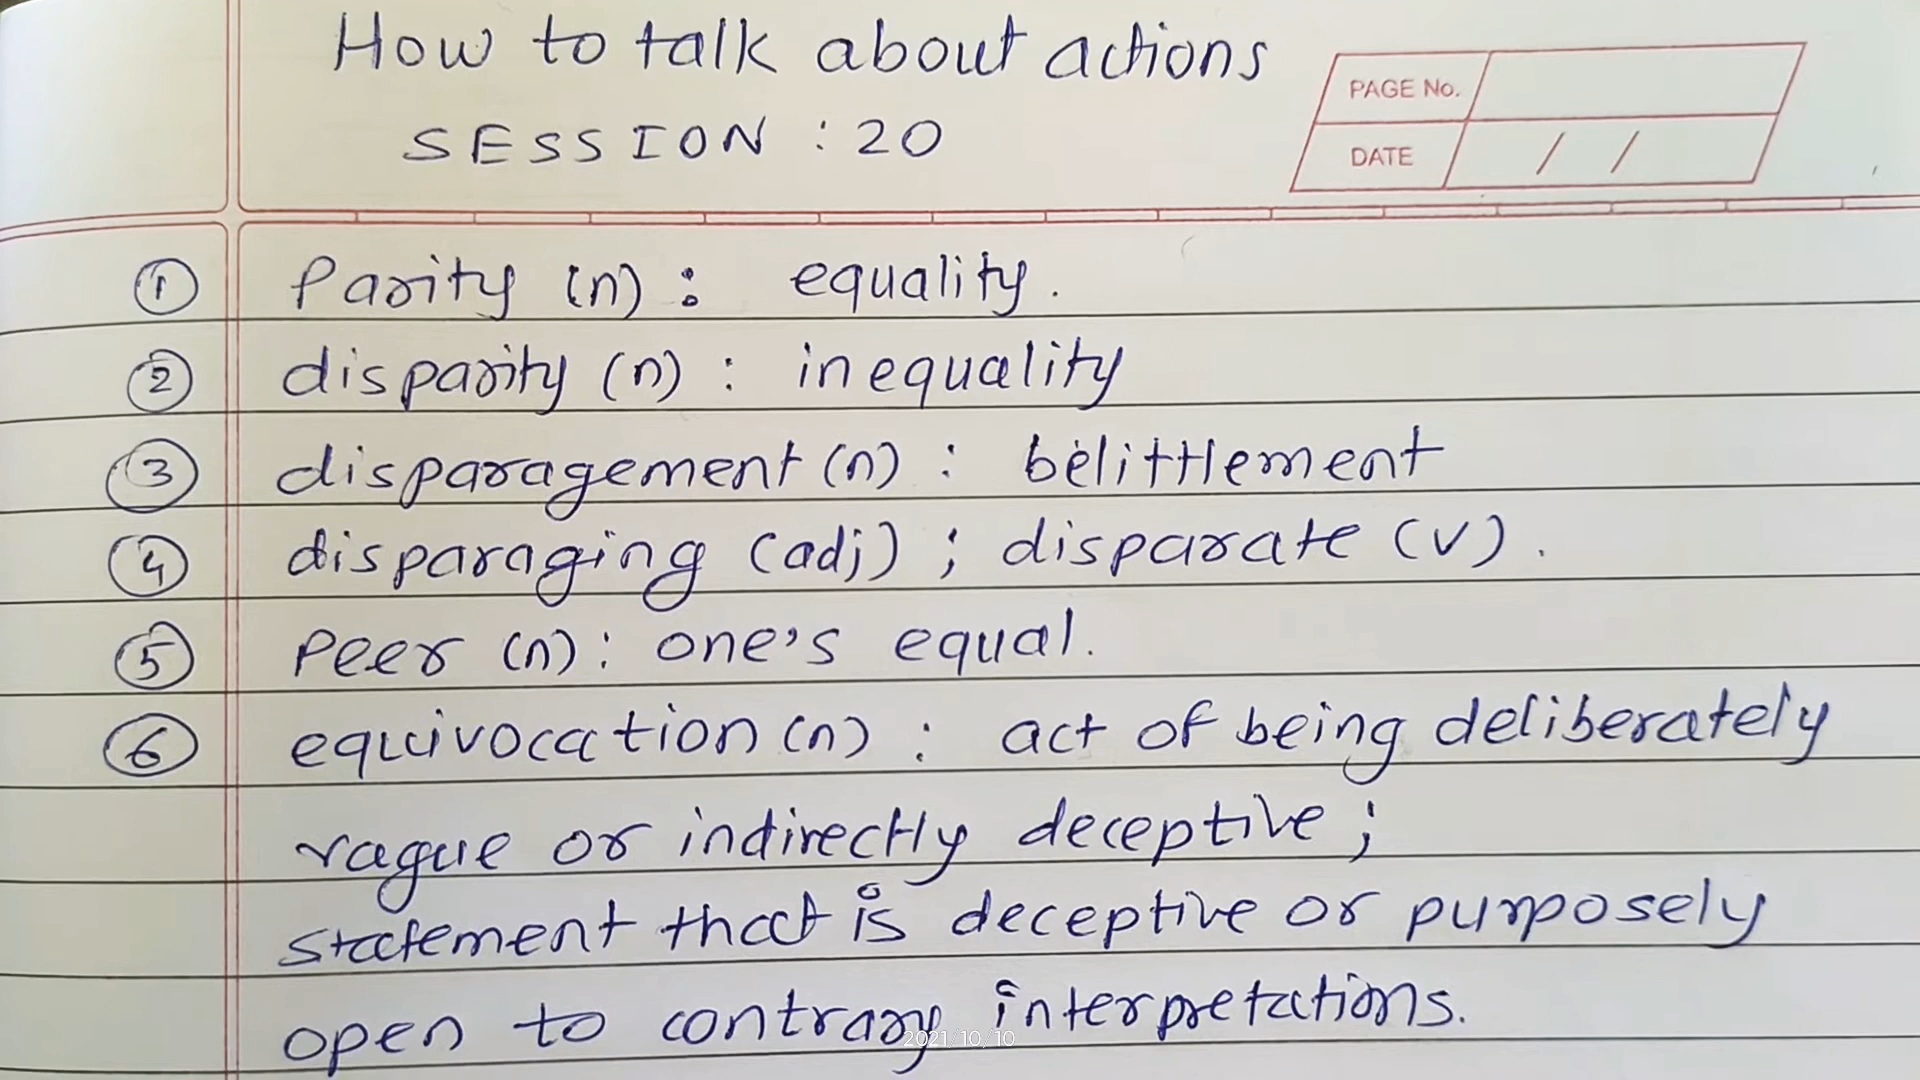 How to talk about actions
SESSION : 20
PAGE No.
DATE / /
① Parity (n) : equality.
② disparity (n) : inequality
③ disparagement (n) : belittlement
④ disparaging (adj) ; disparate (v).
⑤ Peer (n) : one's equal.
⑥ equivocation (n) : act of being deliberately
vague or indirectly deceptive ;
statement that is deceptive or purposely
open to contrary interpretations.
2021/10/10